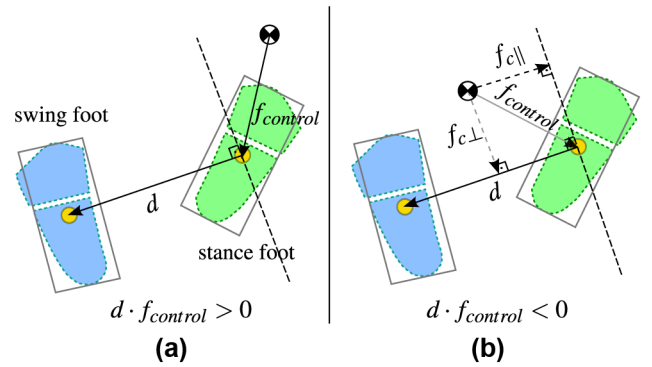 swing foot
f_control
d
stance foot
d · f_control > 0
(a)
f_c∥
f_control
f_c⊥
d
d · f_control < 0
(b)